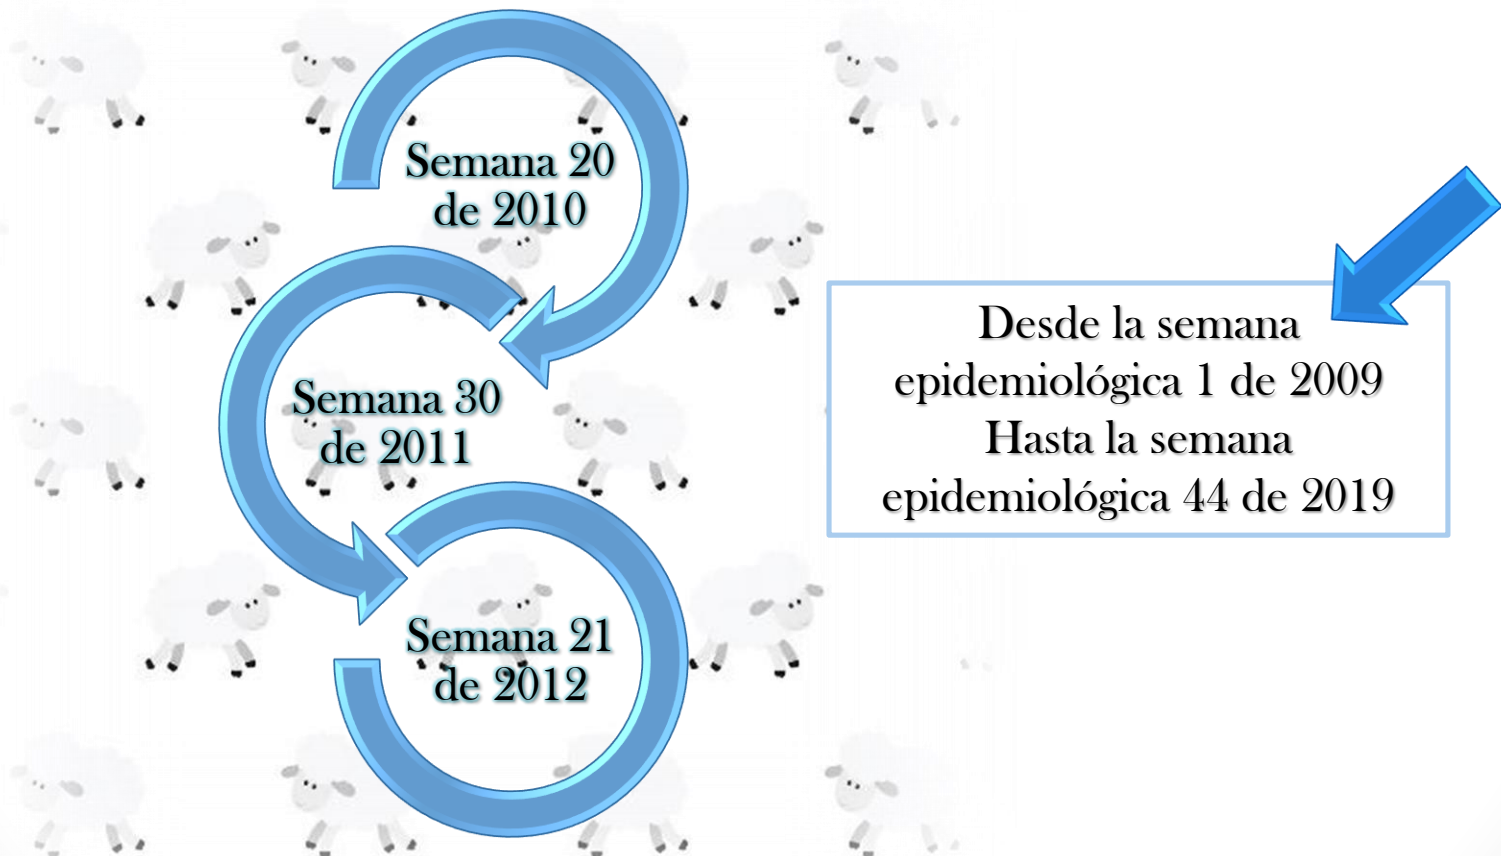 Semana 20
de 2010
Semana 30
de 2011
Semana 21
de 2012
Desde la semana
epidemiológica 1 de 2009
Hasta la semana
epidemiológica 44 de 2019